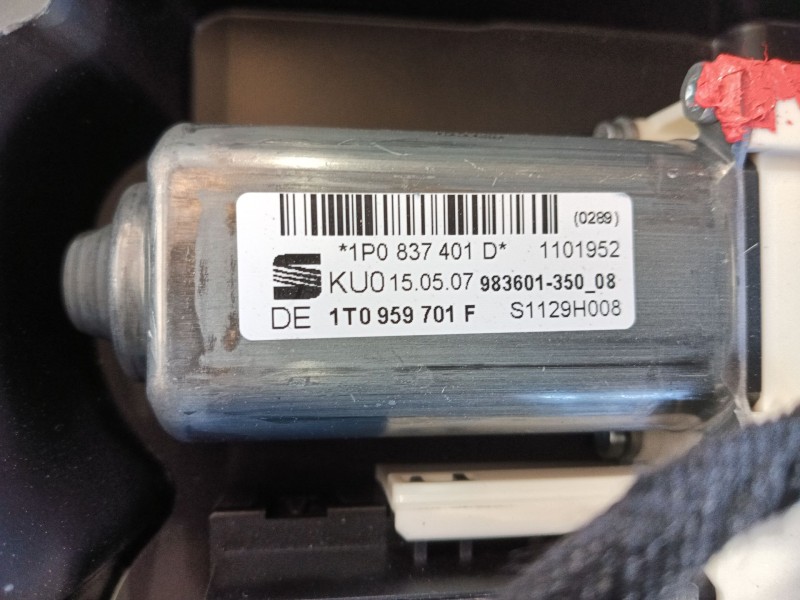 (0289)
*1P0 837 401 D* 1101952
S KU0 15.05.07 983601-350_08
DE 1T0 959 701 F S1129H008